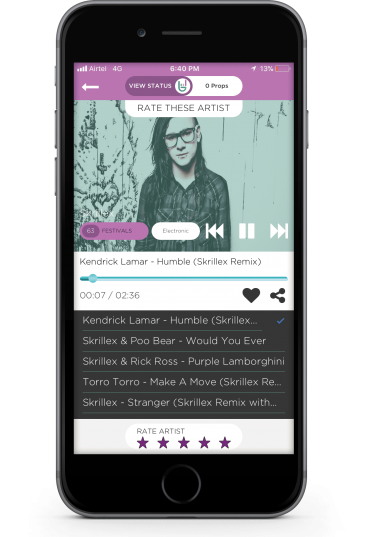 Airtel 4G 6:40 PM 13%
VIEW STATUS 0 Props
RATE THESE ARTIST
63 FESTIVALS Electronic
Kendrick Lamar - Humble (Skrillex Remix)
00:07 / 02:36
Kendrick Lamar - Humble (Skrillex...
Skrillex & Poo Bear - Would You Ever
Skrillex & Rick Ross - Purple Lamborghini
Torro Torro - Make A Move (Skrillex Re...
Skrillex - Stranger (Skrillex Remix with...
RATE ARTIST